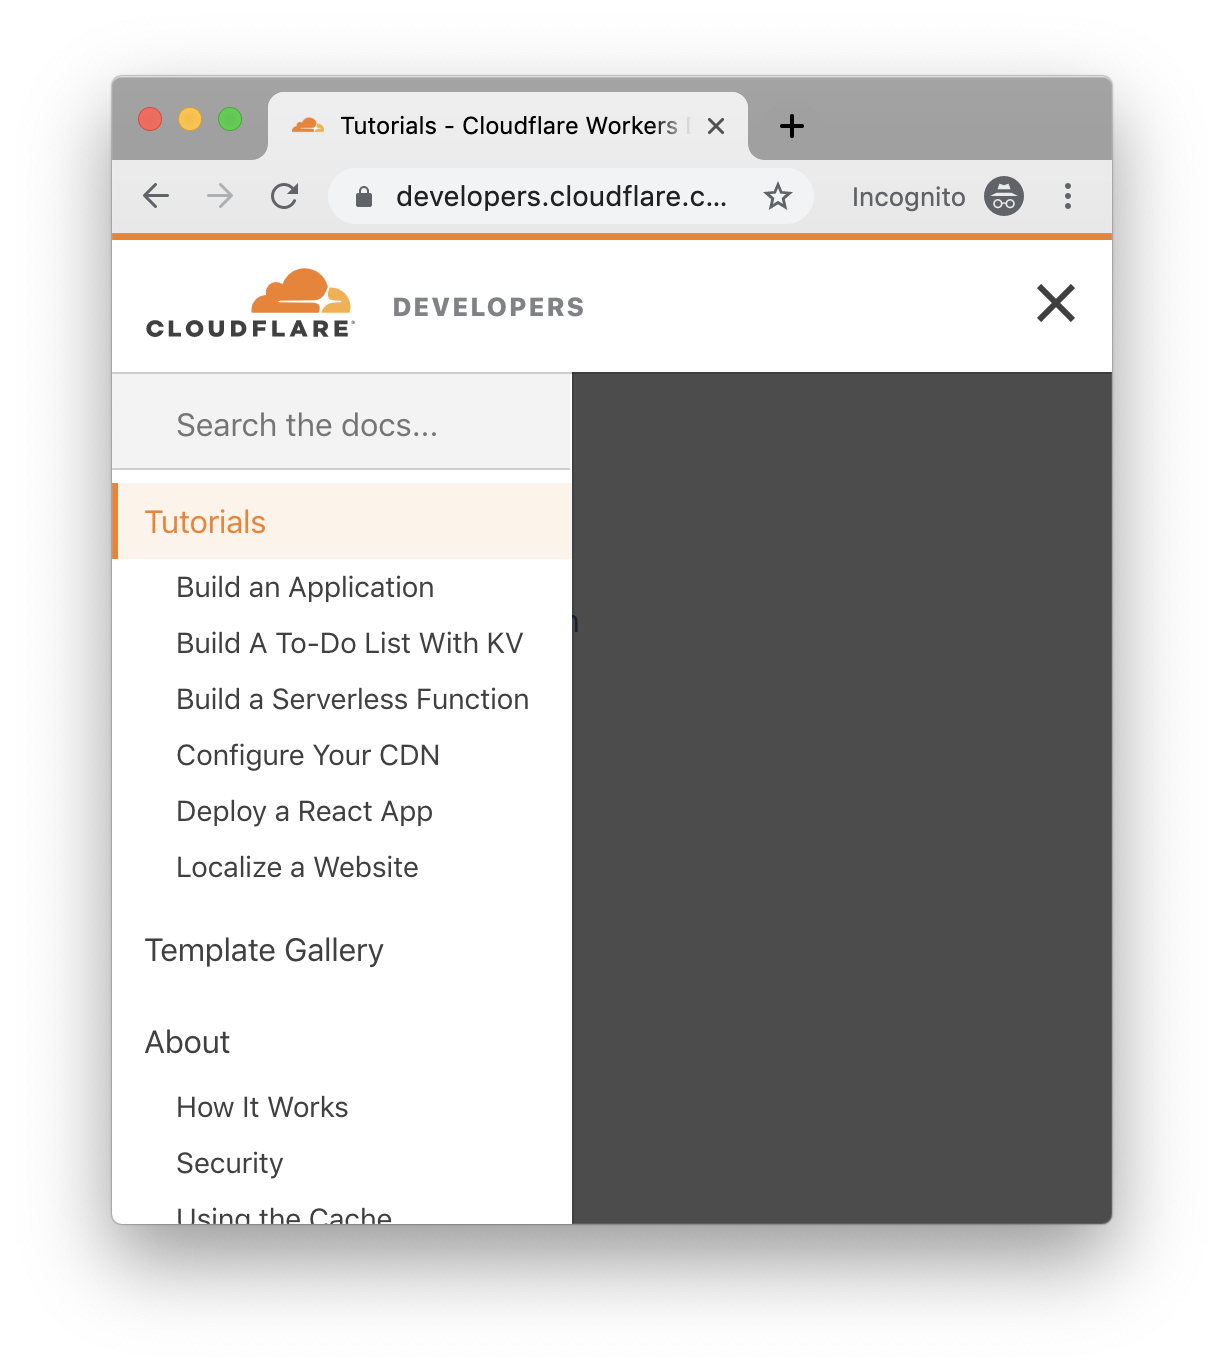 Tutorials - Cloudflare Workers
developers.cloudflare.c...
Incognito
CLOUDFLARE
DEVELOPERS
Search the docs...
Tutorials
Build an Application
Build A To-Do List With KV
Build a Serverless Function
Configure Your CDN
Deploy a React App
Localize a Website
Template Gallery
About
How It Works
Security
Using the Cache